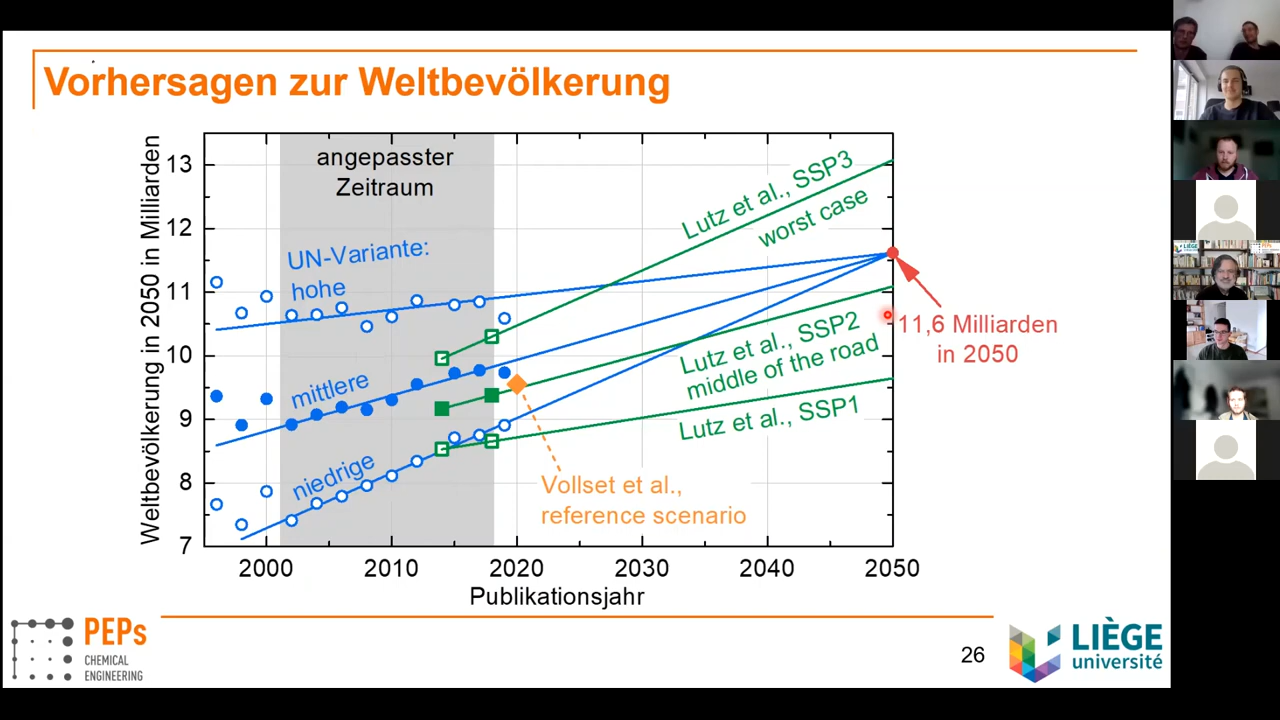 Vorhersagen zur Weltbevölkerung
Weltbevölkerung in 2050 in Milliarden
13
12
11
10
9
8
7
angepasster
Zeitraum
UN-Variante:
hohe
mittlere
niedrige
Lutz et al., SSP3
worst case
Lutz et al., SSP2
middle of the road
Lutz et al., SSP1
11,6 Milliarden
in 2050
Vollset et al.,
reference scenario
2000
2010
2020
2030
2040
2050
Publikationsjahr
PEPs
CHEMICAL
ENGINEERING
26
LIÈGE
université